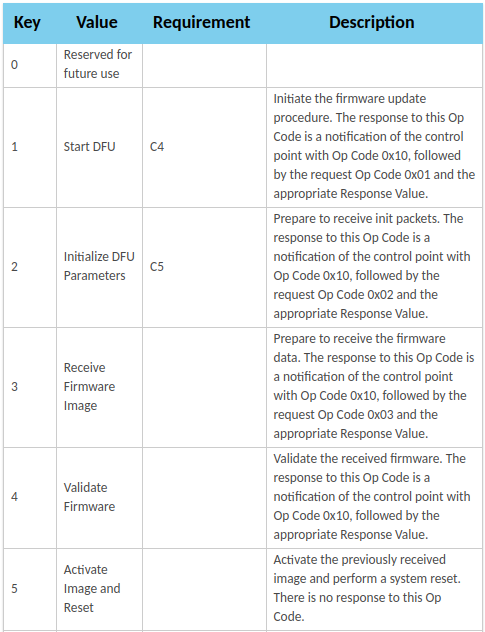 Key Value Requirement Description
0
Reserved for
future use
1
Start DFU
C4
Initiate the firmware update
procedure. The response to this Op
Code is a notification of the control
point with Op Code 0x10, followed
by the request Op Code 0x01 and the
appropriate Response Value.
2
Initialize DFU
Parameters
C5
Prepare to receive init packets. The
response to this Op Code is a
notification of the control point with
Op Code 0x10, followed by the
request Op Code 0x02 and the
appropriate Response Value.
3
Receive
Firmware
Image
Prepare to receive the firmware
data. The response to this Op Code is
a notification of the control point
with Op Code 0x10, followed by the
request Op Code 0x03 and the
appropriate Response Value.
4
Validate
Firmware
Validate the received firmware. The
response to this Op Code is a
notification of the control point with
Op Code 0x10, followed by the
appropriate Response Value.
5
Activate
Image and
Reset
Activate the previously received
image and perform a system reset.
There is no response to this Op
Code.